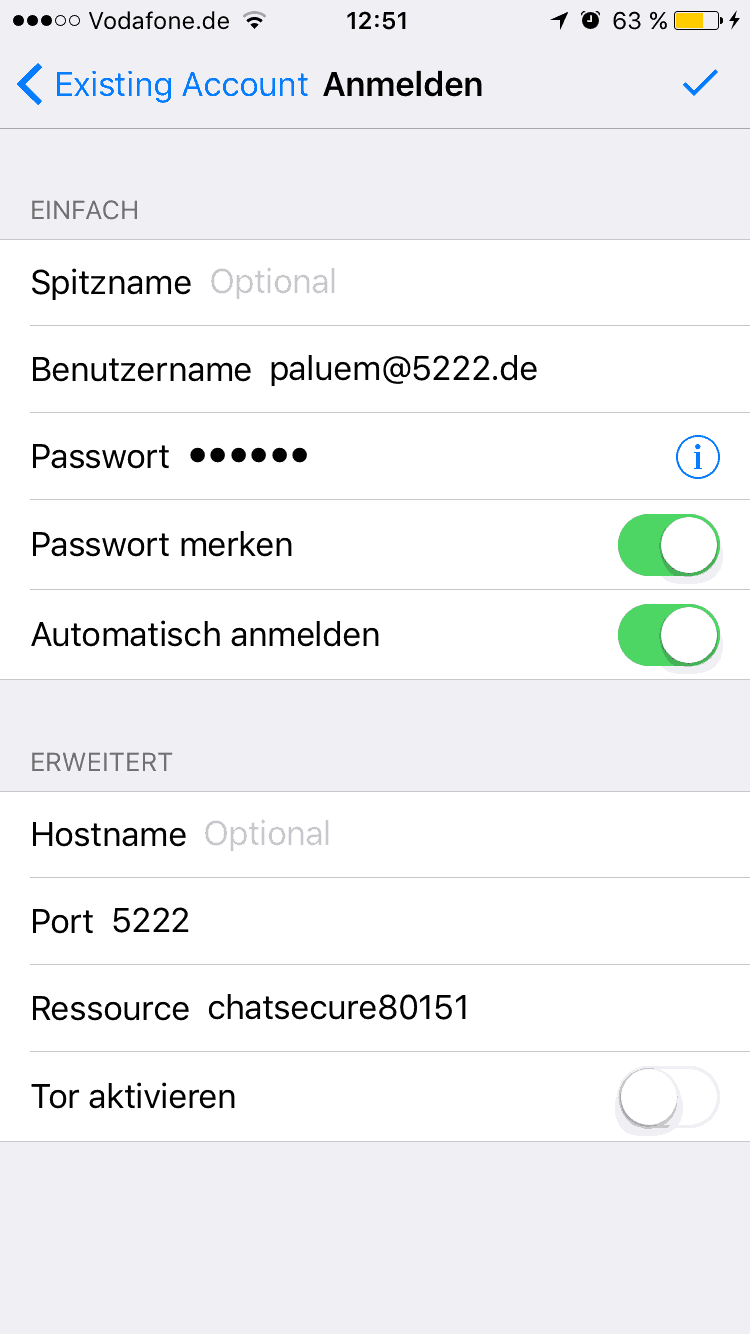 Vodafone.de 12:51 63 %
Existing Account Anmelden
EINFACH
Spitzname Optional
Benutzername paluem@5222.de
Passwort ●●●●●●
Passwort merken
Automatisch anmelden
ERWEITERT
Hostname Optional
Port 5222
Ressource chatsecure80151
Tor aktivieren